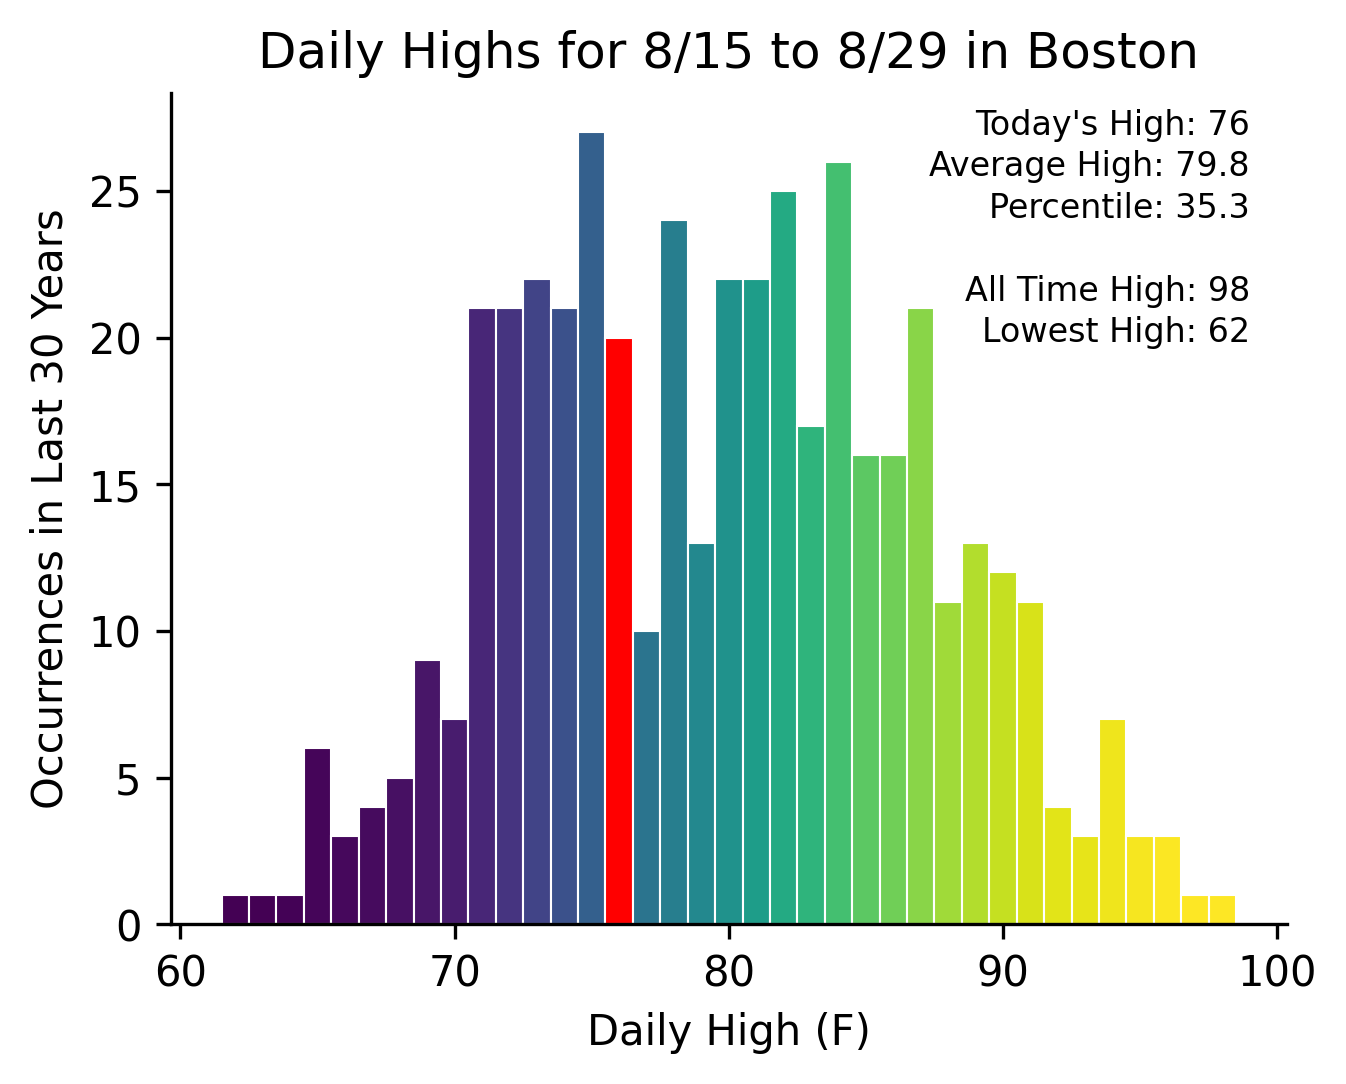 Daily Highs for 8/15 to 8/29 in Boston
Today's High: 76
Average High: 79.8
Percentile: 35.3
All Time High: 98
Lowest High: 62
Occurrences in Last 30 Years
25
20
15
10
5
0
60
70
80
90
100
Daily High (F)